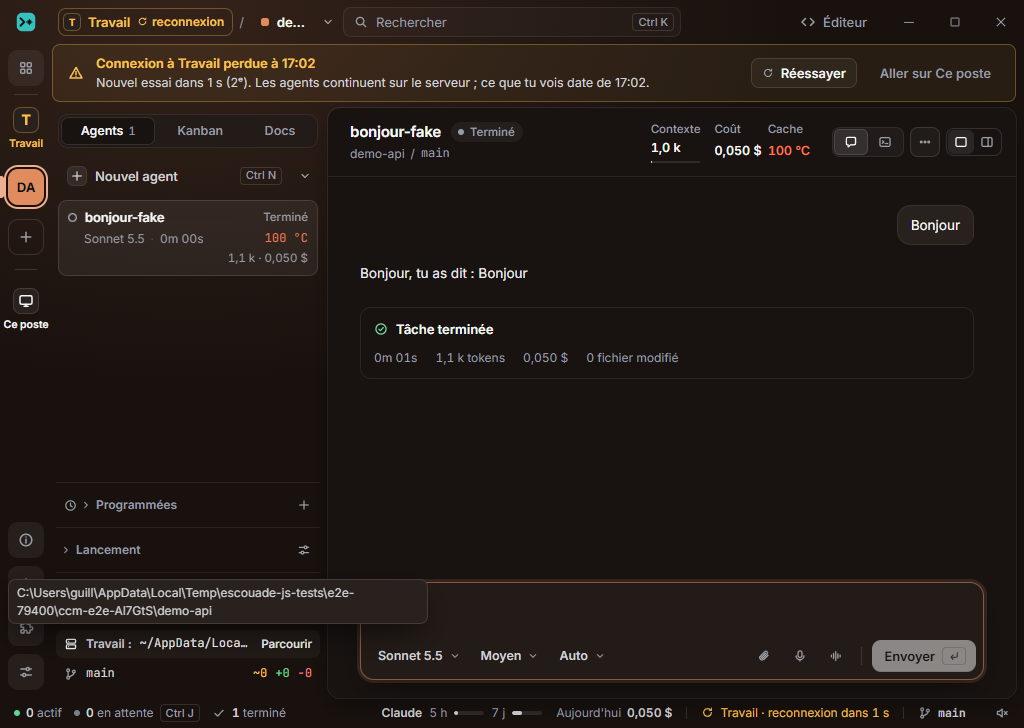 T Travail reconnexion / de... Rechercher Ctrl K Éditeur
Connexion à Travail perdue à 17:02
Nouvel essai dans 1 s (2ᵉ). Les agents continuent sur le serveur ; ce que tu vois date de 17:02.
Réessayer
Aller sur Ce poste
T
Travail
DA
Ce poste
Agents 1 Kanban Docs
Nouvel agent Ctrl N
bonjour-fake Terminé
Sonnet 5.5 · 0m 00s 100 °C
1,1 k · 0,050 $
Programmées
Lancement
C:\Users\guill\AppData\Local\Temp\escouade-js-tests\e2e-
79400\ccm-e2e-Al7GtS\demo-api
Travail : ~/AppData/Loca… Parcourir
main ~0 +0 -0
bonjour-fake Terminé
demo-api / main
Contexte Coût Cache
1,0 k 0,050 $ 100 °C
Bonjour
Bonjour, tu as dit : Bonjour
Tâche terminée
0m 01s 1,1 k tokens 0,050 $ 0 fichier modifié
Sonnet 5.5 Moyen Auto Envoyer
0 actif 0 en attente Ctrl J 1 terminé Claude 5 h 7 j Aujourd'hui 0,050 $ Travail · reconnexion dans 1 s main